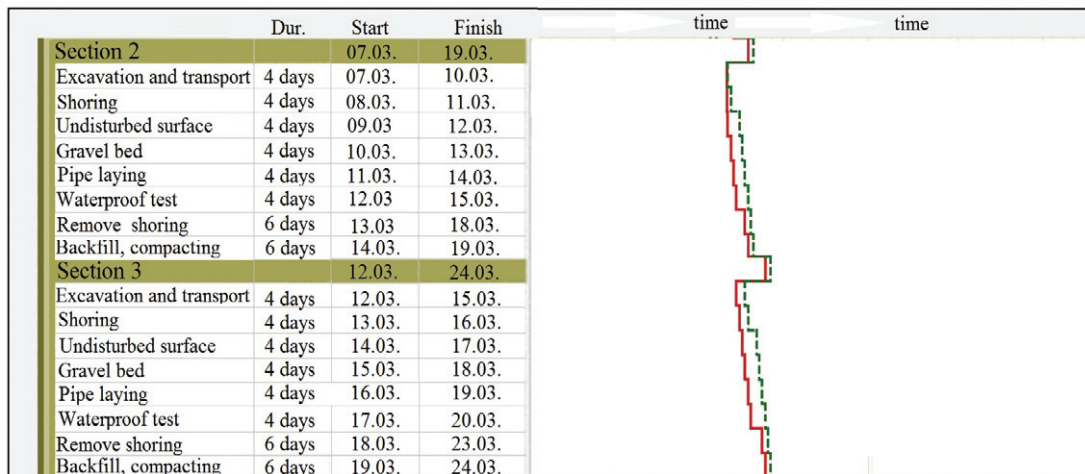 Dur. Start Finish time time
Section 2 07.03. 19.03.
Excavation and transport 4 days 07.03. 10.03.
Shoring 4 days 08.03. 11.03.
Undisturbed surface 4 days 09.03 12.03.
Gravel bed 4 days 10.03. 13.03.
Pipe laying 4 days 11.03. 14.03.
Waterproof test 4 days 12.03 15.03.
Remove shoring 6 days 13.03 18.03.
Backfill, compacting 6 days 14.03. 19.03.
Section 3 12.03. 24.03.
Excavation and transport 4 days 12.03. 15.03.
Shoring 4 days 13.03. 16.03.
Undisturbed surface 4 days 14.03. 17.03.
Gravel bed 4 days 15.03. 18.03.
Pipe laying 4 days 16.03. 19.03.
Waterproof test 4 days 17.03. 20.03.
Remove shoring 6 days 18.03. 23.03.
Backfill, compacting 6 days 19.03. 24.03.